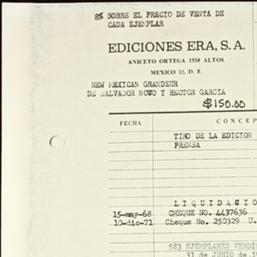 8% SOBRE EL PRECIO DE VENTA DE
CADA EJEMPLAR
EDICIONES ERA, S.A.
ANICETO ORTEGA 1358 ALTOS
MEXICO 12, D. F.
NEW MEXICAN GRANDEUR
DE SALVADOR NOVO Y HECTOR GARCIA
$150.00
FECHA
CONCEP
TIRO DE LA EDICION
PRENSA
LIQUIDACIO
15-may-68 CHEQUE NO. 4437636
10-dic-71 Cheque No. 250329 U.
583 EJEMPLARES VENDI
31 DE JUNIO de 1